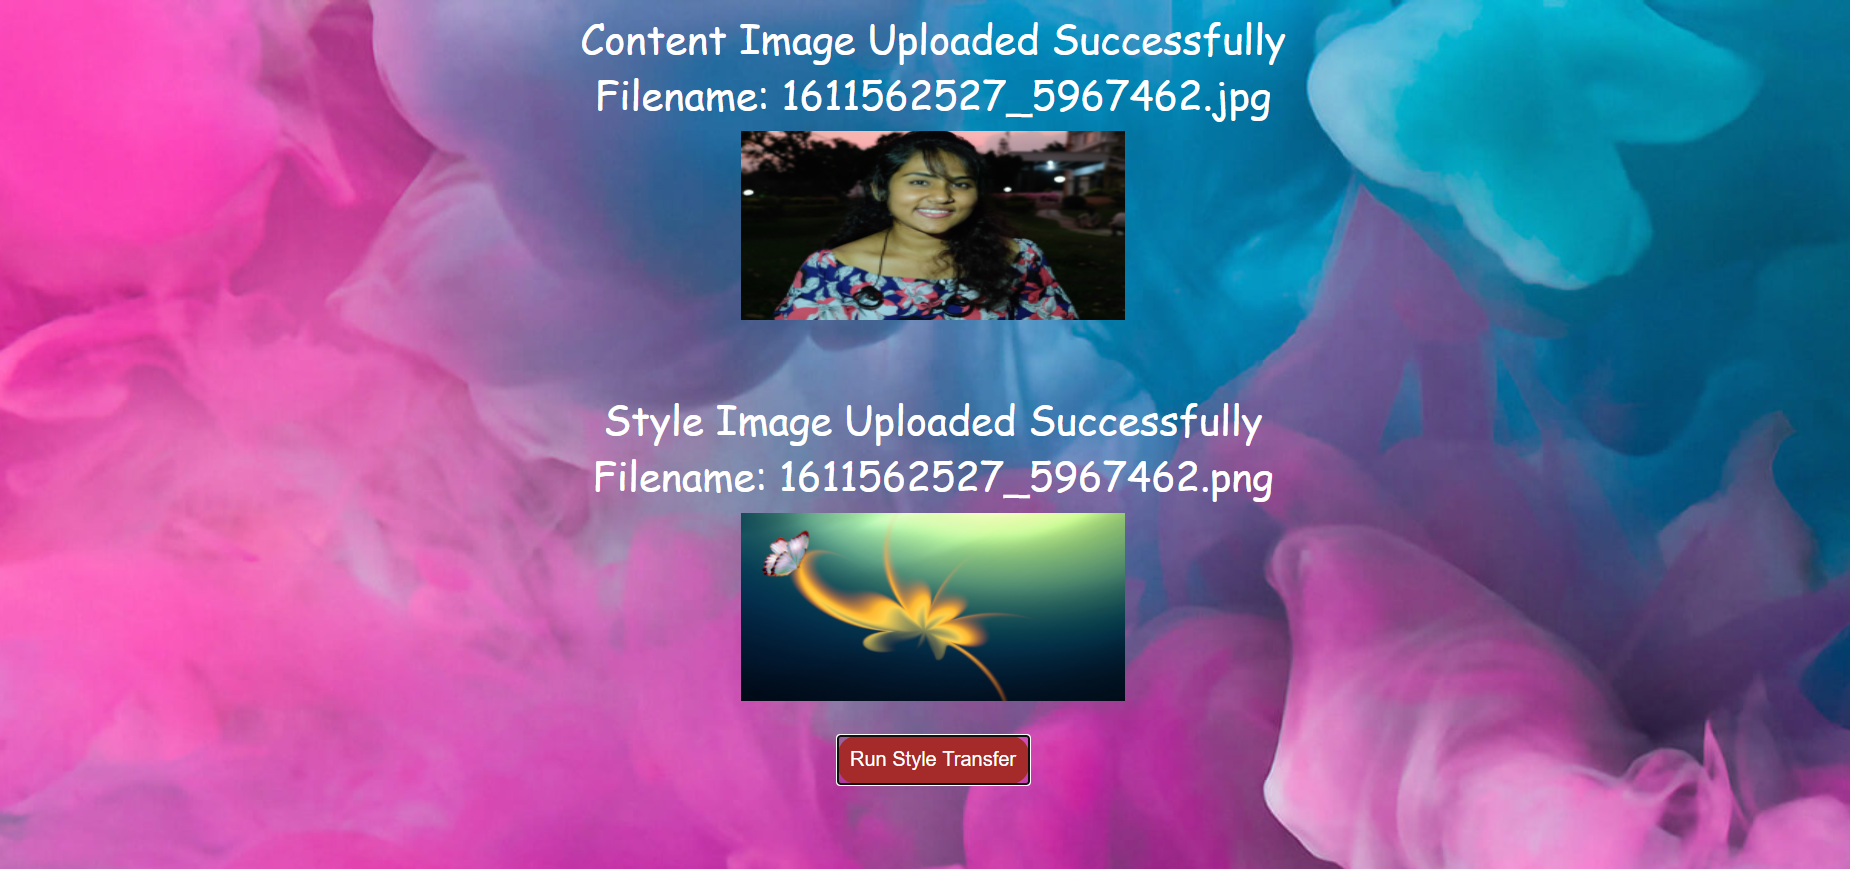 Content Image Uploaded Successfully
Filename: 1611562527_5967462.jpg
Style Image Uploaded Successfully
Filename: 1611562527_5967462.png
Run Style Transfer